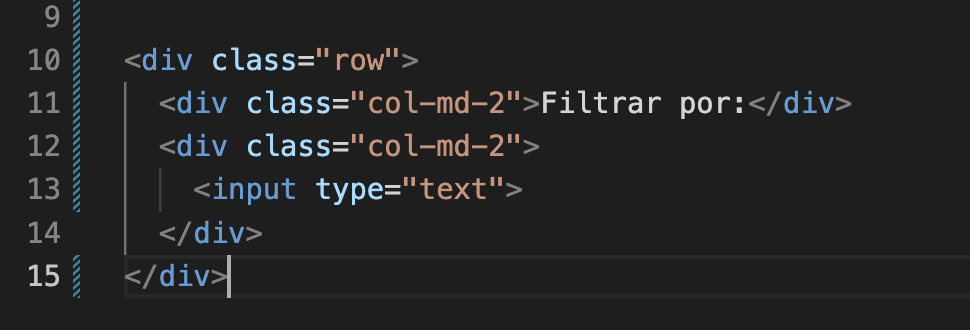 9
10 <div class="row">
11 <div class="col-md-2">Filtrar por:</div>
12 <div class="col-md-2">
13 <input type="text">
14 </div>
15 </div>